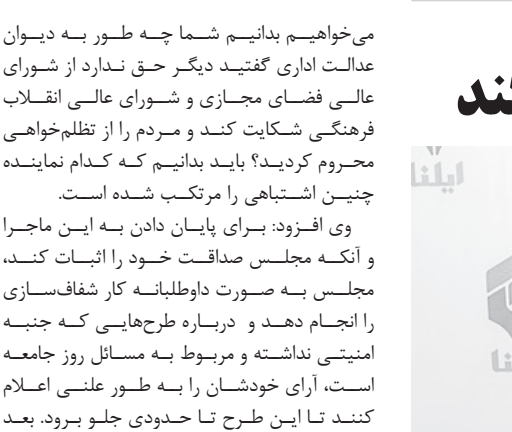 می‌خواهیم بدانیم شما چه طور به دیوان
عدالت اداری گفتید دیگر حق ندارد از شورای
عالی فضای مجازی و شورای عالی انقلاب
فرهنگی شکایت کند و مردم را از تظلم‌خواهی
محروم کردید؟ باید بدانیم که کدام نماینده
چنین اشتباهی را مرتکب شده است.
وی افزود: برای پایان دادن به این ماجرا
و آنکه مجلس صداقت خود را اثبات کند،
مجلس به صورت داوطلبانه کار شفاف‌سازی
را انجام دهد و درباره طرح‌هایی که جنبه
امنیتی نداشته و مربوط به مسائل روز جامعه
است، آرای خودشان را به طور علنی اعلام
کنند تا این طرح تا حدودی جلو برود. بعد
ایلنا